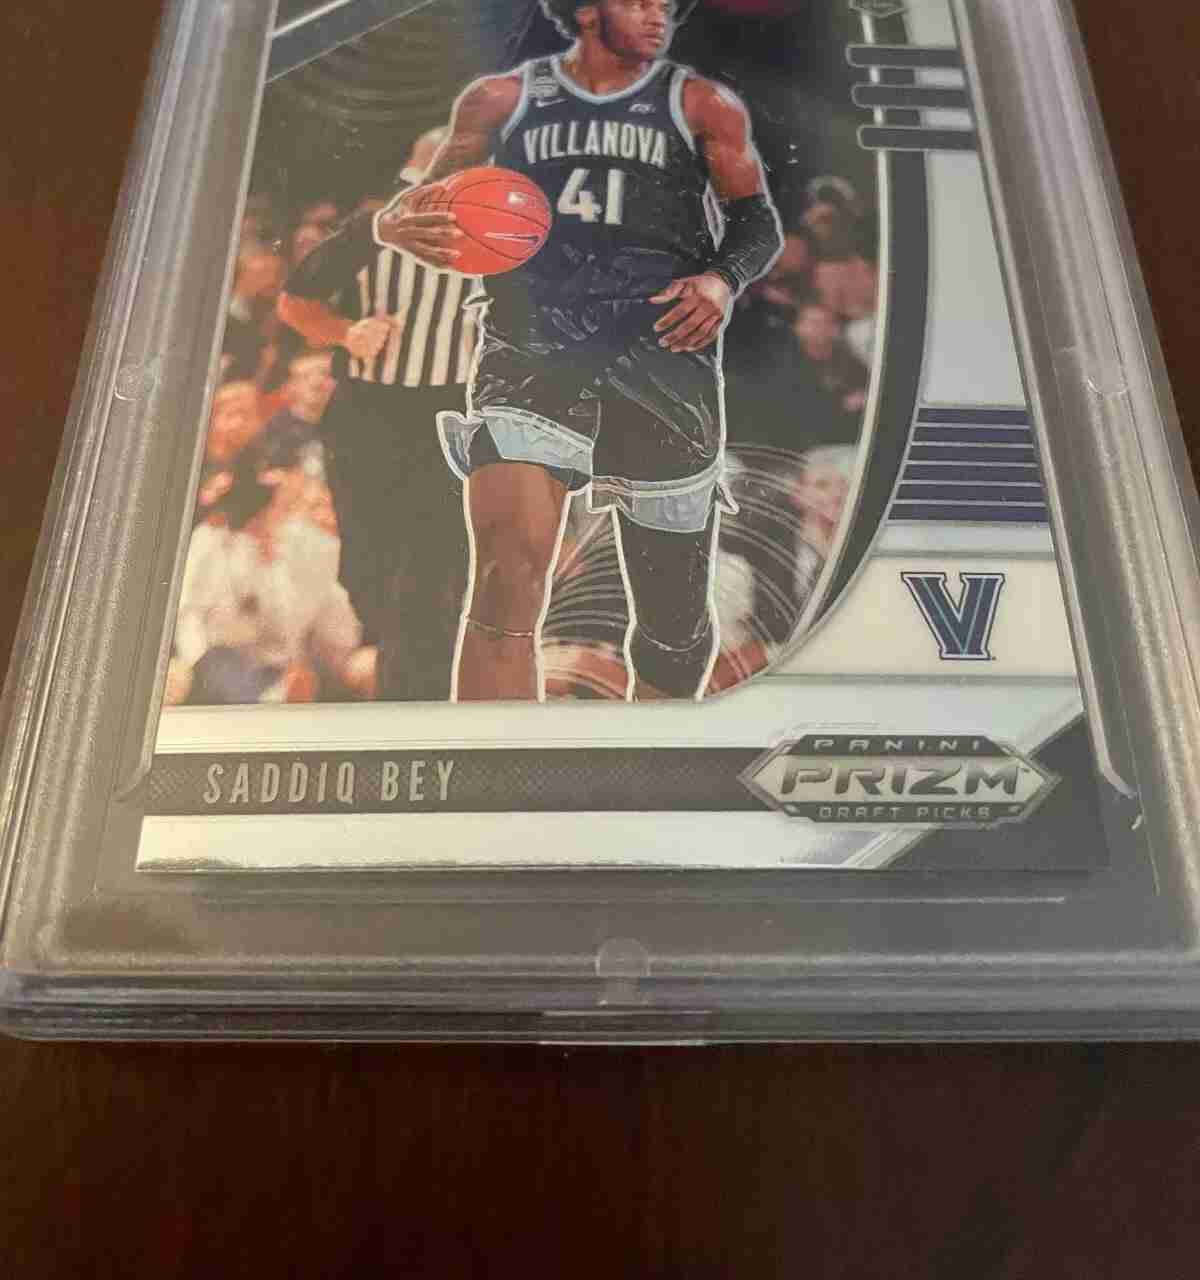 VILLANOVA
41
V
SADDIQ BEY
PANINI
PRIZM
DRAFT PICKS